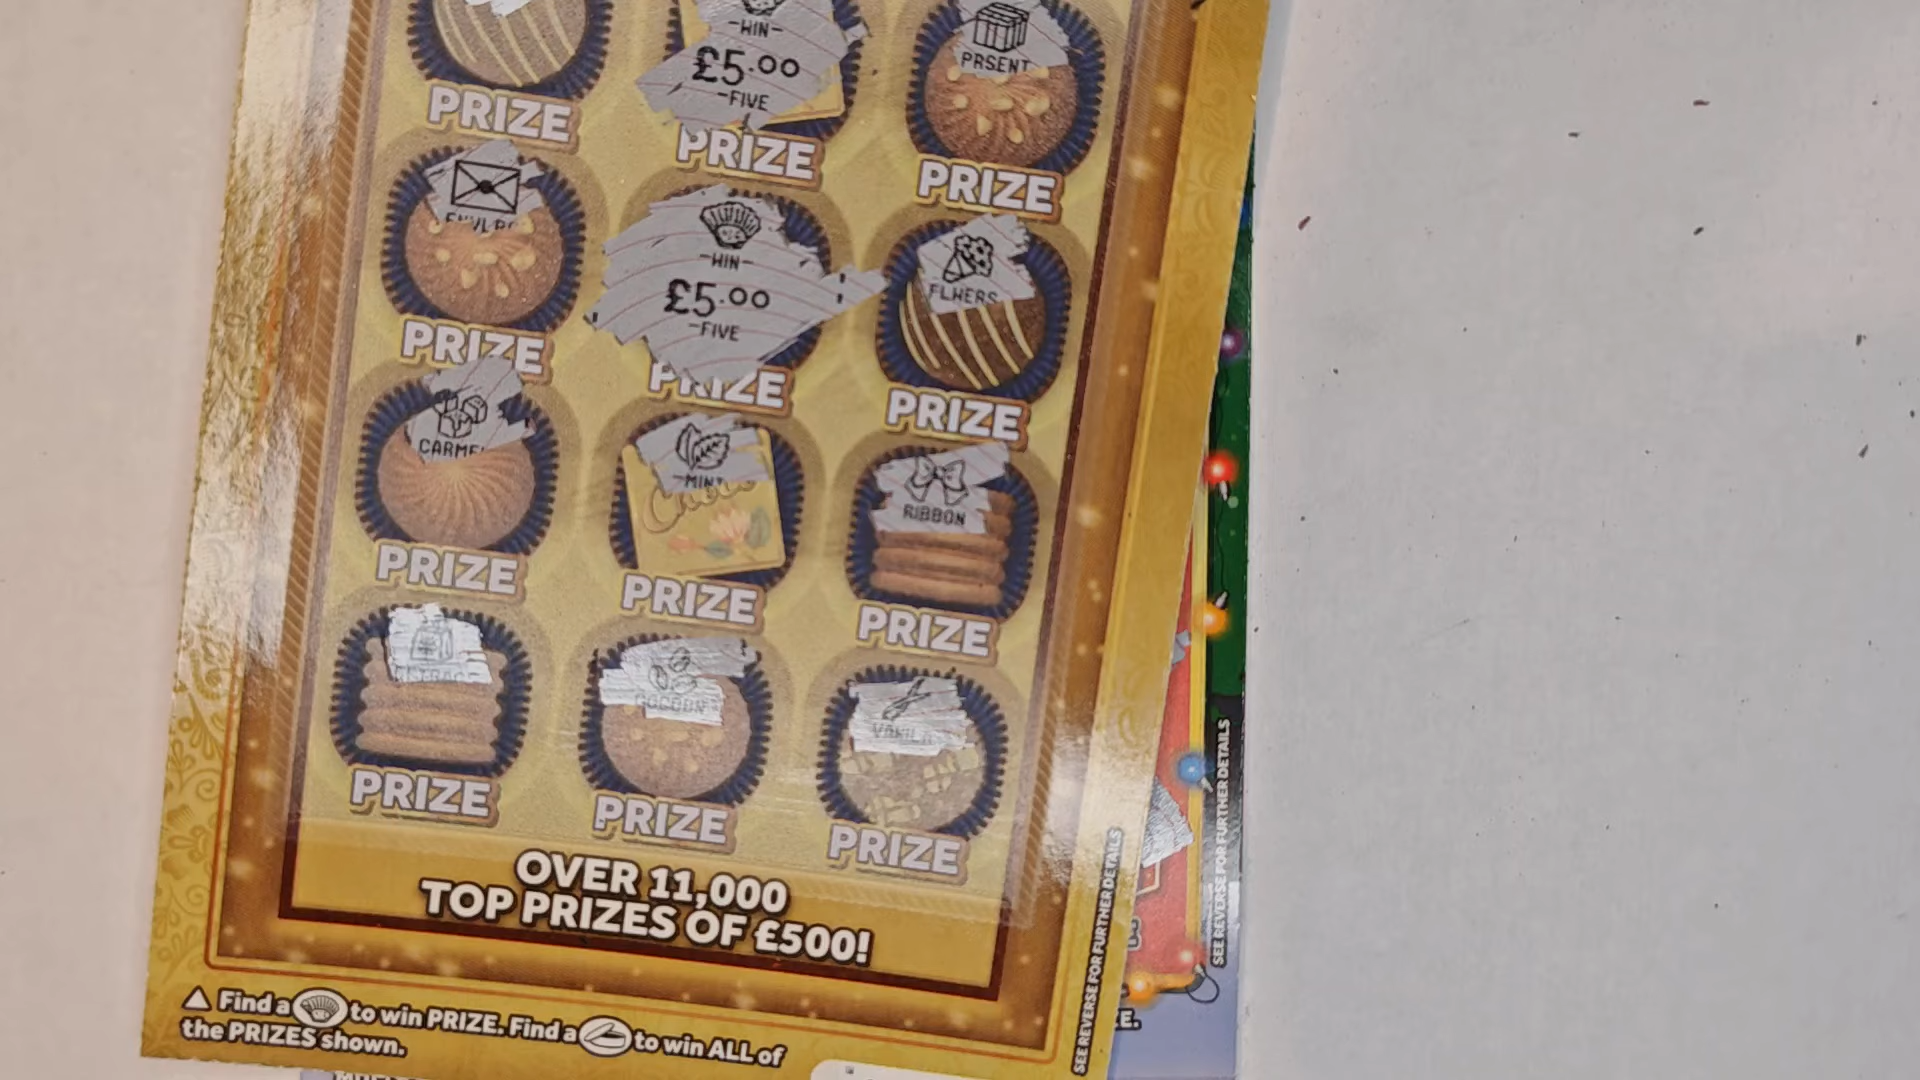 WIN
£5.00
FIVE
PRSENT
PRIZE
PRIZE
PRIZE
WIN
£5.00
FIVE
FLWERS
PRIZE
PRIZE
PRIZE
MINT
RIBBON
PRIZE
PRIZE
PRIZE
VANILA
PRIZE
PRIZE
PRIZE
OVER 11,000
TOP PRIZES OF £500!
▲ Find a to win PRIZE. Find a to win ALL of
the PRIZES shown.
SEE REVERSE FOR FURTHER DETAILS
SEE REVERSE FOR FURTHER DETAILS